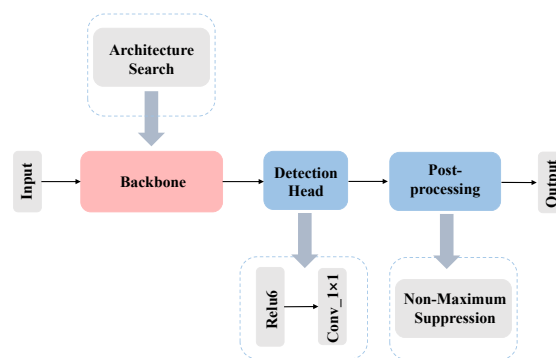 Architecture
Search
Input
Backbone
Detection
Head
Post-
processing
Output
Relu6
Conv_1×1
Non-Maximum
Suppression